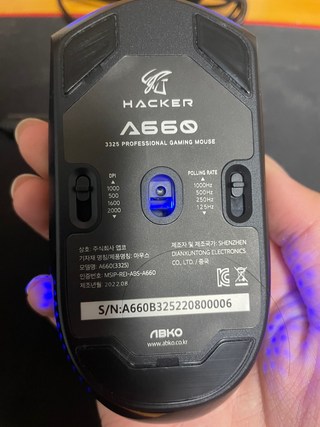 HACKER
A660
3325 PROFESSIONAL GAMING MOUSE
DPI
1000
500
1600
2000
POLLING RATE
1000Hz
500Hz
250Hz
125Hz
상호: 주식회사 앱코
기자재 명칭/제품명칭: 마우스
모델명: A660(3325)
인증번호: MSIP-REI-ABS-A660
제조년월: 2022.08
제조자 및 제조국가: SHENZHEN
DIANXUNTONG ELECTRONICS
CO., LTD. / 중국
S/N:A660B325220800006
ABKO
www.abko.co.kr